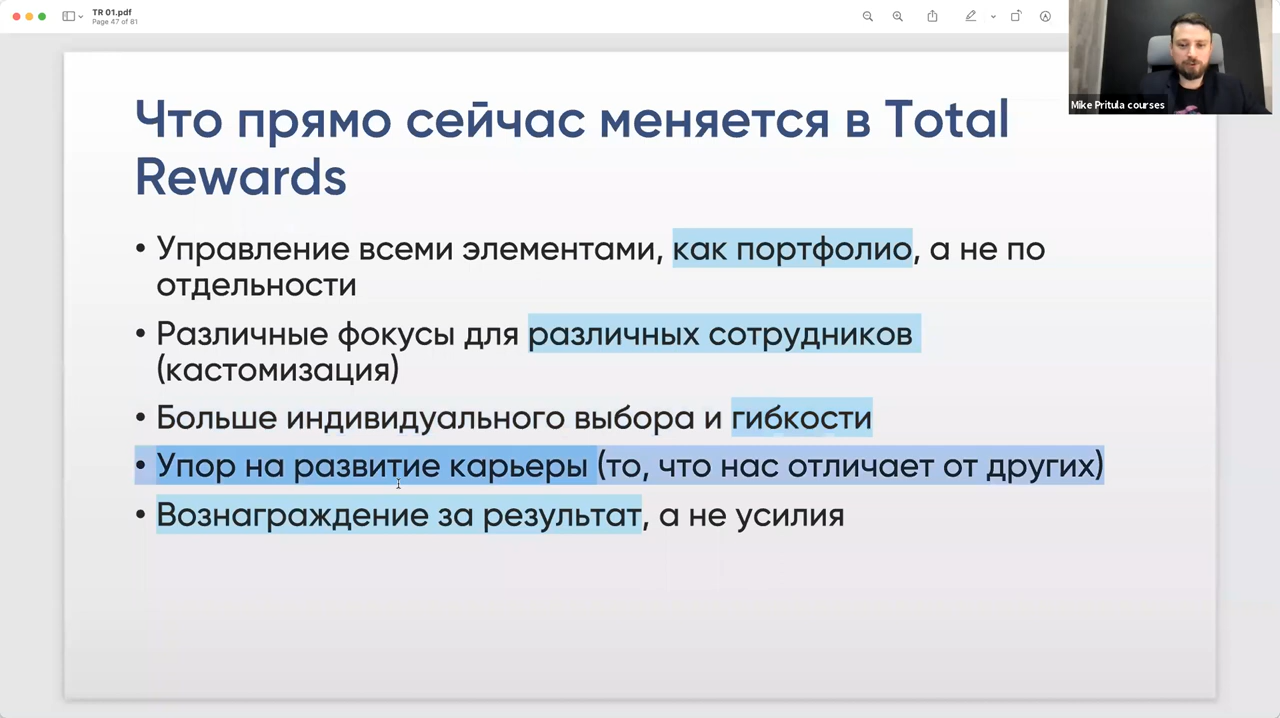 TR 01.pdf
Page 47 of 81
Mike Pritula courses
Что прямо сейчас меняется в Total
Rewards
• Управление всеми элементами, как портфолио, а не по
отдельности
• Различные фокусы для различных сотрудников
(кастомизация)
• Больше индивидуального выбора и гибкости
• Упор на развитие карьеры (то, что нас отличает от других)
• Вознаграждение за результат, а не усилия